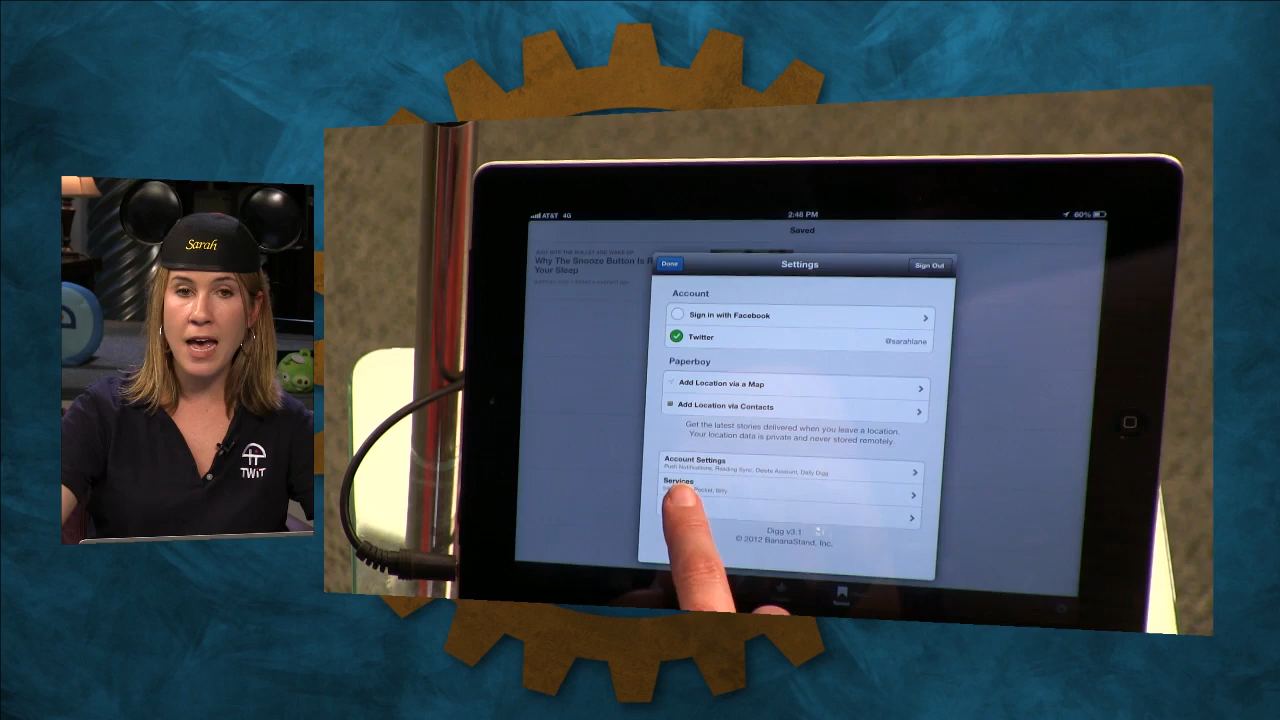 Sarah
TWiT
AT&T 4G
2:48 PM
60%
Saved
Why The Snooze Button Is R
Your Sleep
Done
Settings
Sign Out
Account
Sign in with Facebook
Twitter
@sarahlane
Paperboy
Add Location via a Map
Add Location via Contacts
Get the latest stories delivered when you leave a location.
Your location data is private and never stored remotely
Account Settings
Push Notifications, Reading Sync, Delete Account, Daily Digg
Services
Pocket, Bitly
Digg v3.1
© 2012 BananaStand, Inc.